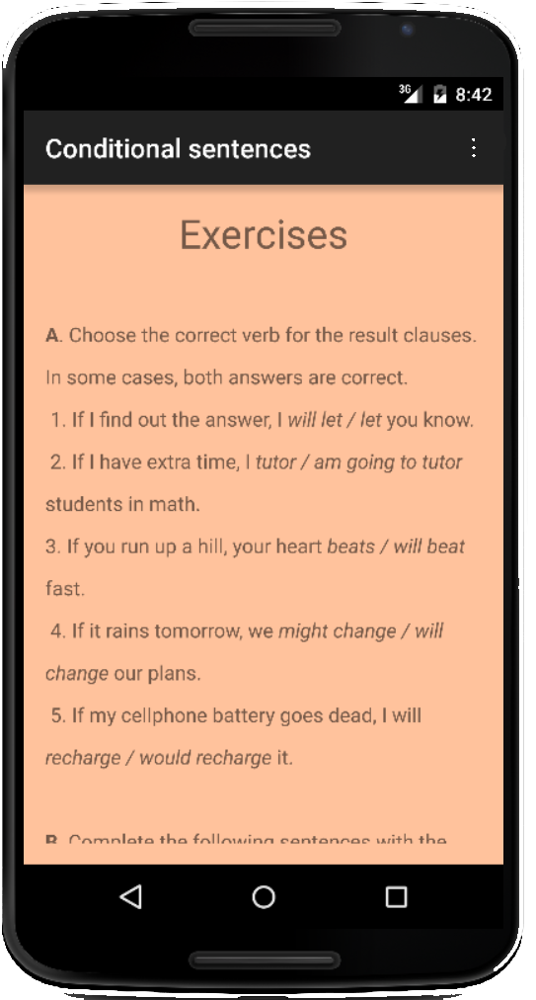 3G 8:42
Conditional sentences
Exercises
A. Choose the correct verb for the result clauses.
In some cases, both answers are correct.
1. If I find out the answer, I will let / let you know.
2. If I have extra time, I tutor / am going to tutor
students in math.
3. If you run up a hill, your heart beats / will beat
fast.
4. If it rains tomorrow, we might change / will
change our plans.
5. If my cellphone battery goes dead, I will
recharge / would recharge it.
B. Complete the following sentences with the